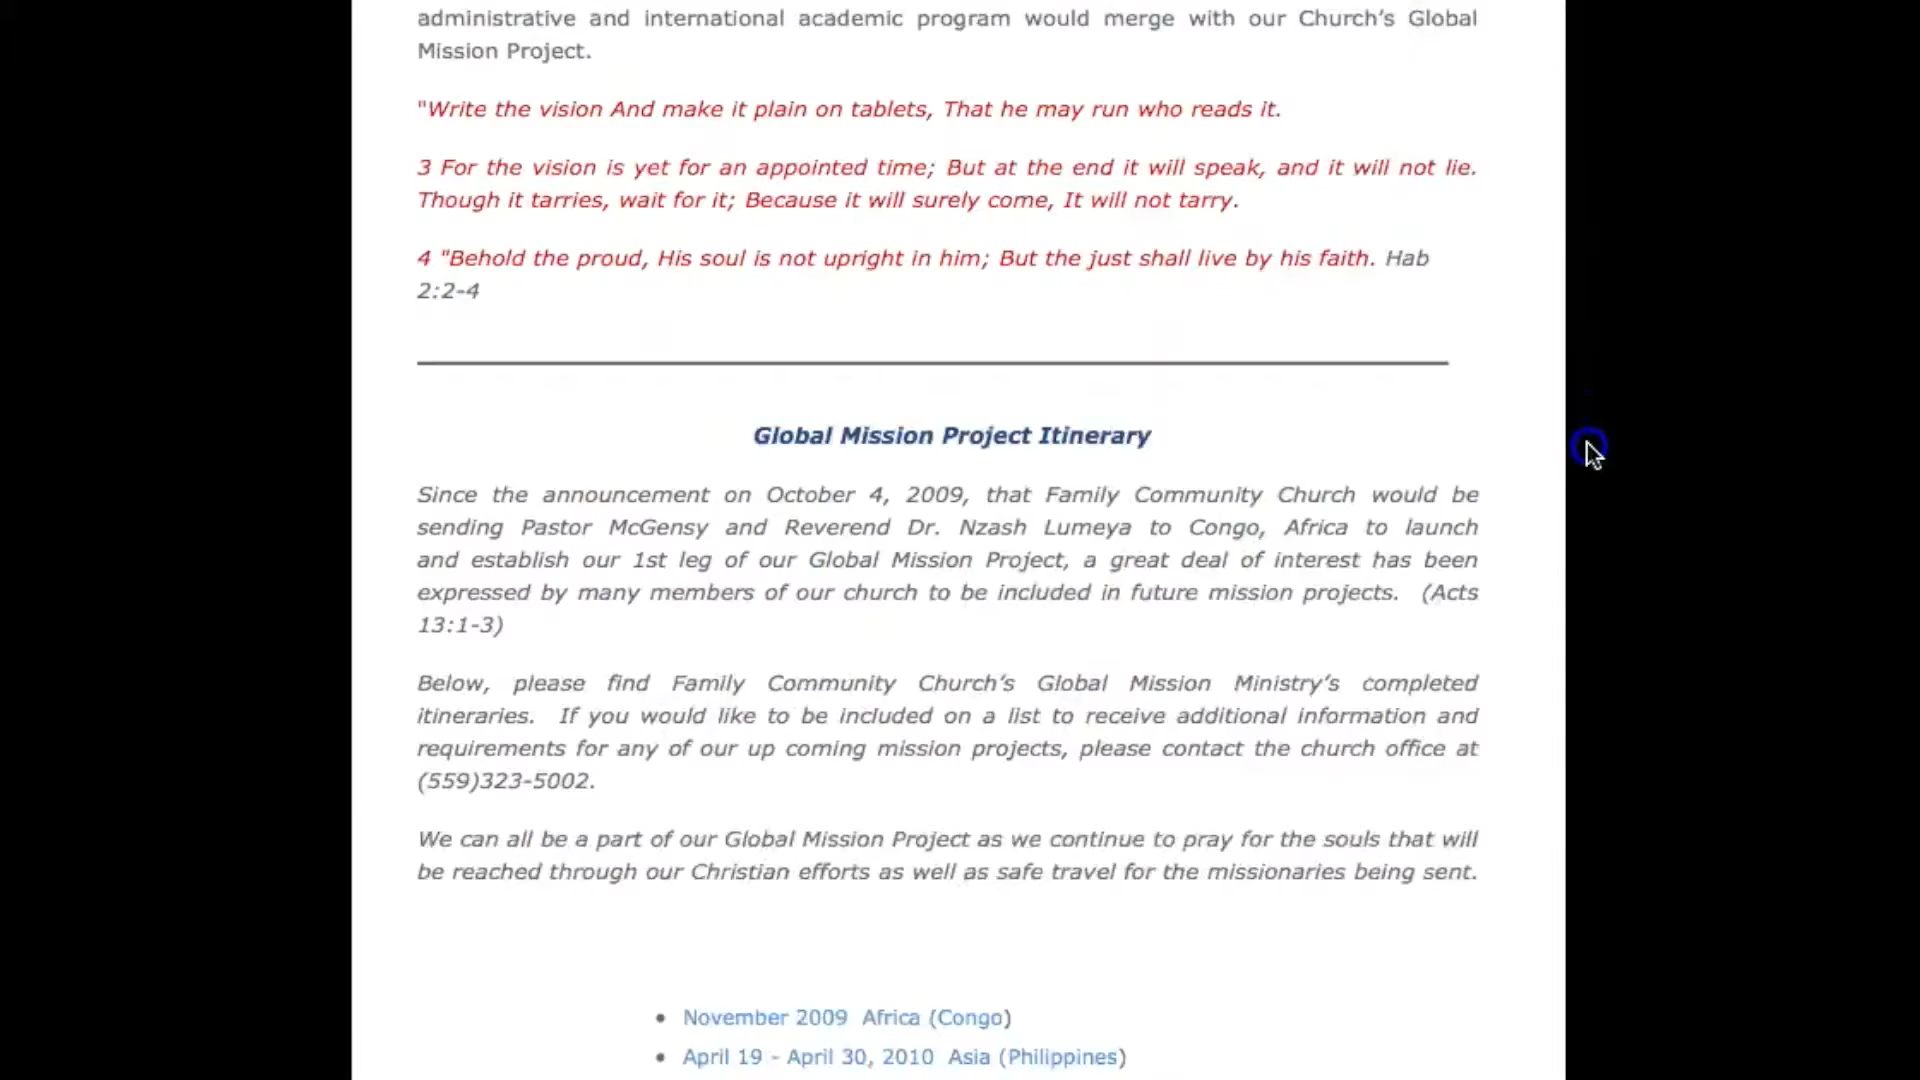 administrative and international academic program would merge with our Church’s Global
Mission Project.
"Write the vision And make it plain on tablets, That he may run who reads it.
3 For the vision is yet for an appointed time; But at the end it will speak, and it will not lie.
Though it tarries, wait for it; Because it will surely come, It will not tarry.
4 "Behold the proud, His soul is not upright in him; But the just shall live by his faith. Hab
2:2-4
Global Mission Project Itinerary
Since the announcement on October 4, 2009, that Family Community Church would be
sending Pastor McGensy and Reverend Dr. Nzash Lumeya to Congo, Africa to launch
and establish our 1st leg of our Global Mission Project, a great deal of interest has been
expressed by many members of our church to be included in future mission projects. (Acts
13:1-3)
Below, please find Family Community Church’s Global Mission Ministry’s completed
itineraries. If you would like to be included on a list to receive additional information and
requirements for any of our up coming mission projects, please contact the church office at
(559)323-5002.
We can all be a part of our Global Mission Project as we continue to pray for the souls that will
be reached through our Christian efforts as well as safe travel for the missionaries being sent.
• November 2009 Africa (Congo)
• April 19 - April 30, 2010 Asia (Philippines)